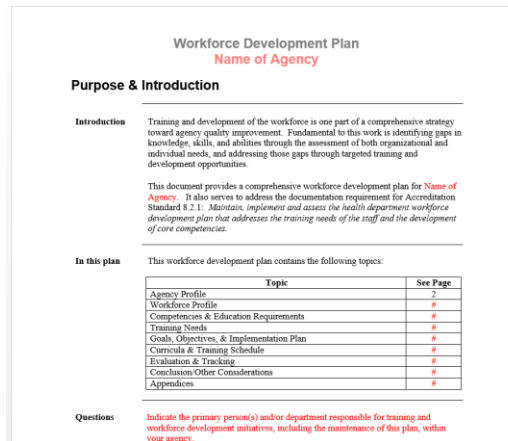 Workforce Development Plan
Name of Agency
Purpose & Introduction
Introduction
Training and development of the workforce is one part of a comprehensive strategy
toward agency quality improvement.  Fundamental to this work is identifying gaps in
knowledge, skills, and abilities through the assessment of both organizational and
individual needs, and addressing those gaps through targeted training and
development opportunities.
This document provides a comprehensive workforce development plan for Name of
Agency.   It also serves to address the documentation requirement for Accreditation
Standard 8.2.1:  Maintain, implement and assess the health department workforce
development plan that addresses the training needs of the staff and the development
of core competencies.
In this plan
This workforce development plan contains the following topics:
Topic See Page
Agency Profile 2
Workforce Profile #
Competencies & Education Requirements #
Training Needs #
Goals, Objectives, & Implementation Plan #
Curricula & Training Schedule #
Evaluation & Tracking #
Conclusion/Other Considerations #
Appendices #
Questions
Indicate the primary person(s) and/or department responsible for training and
workforce development initiatives, including the maintenance of this plan, within
your agency.